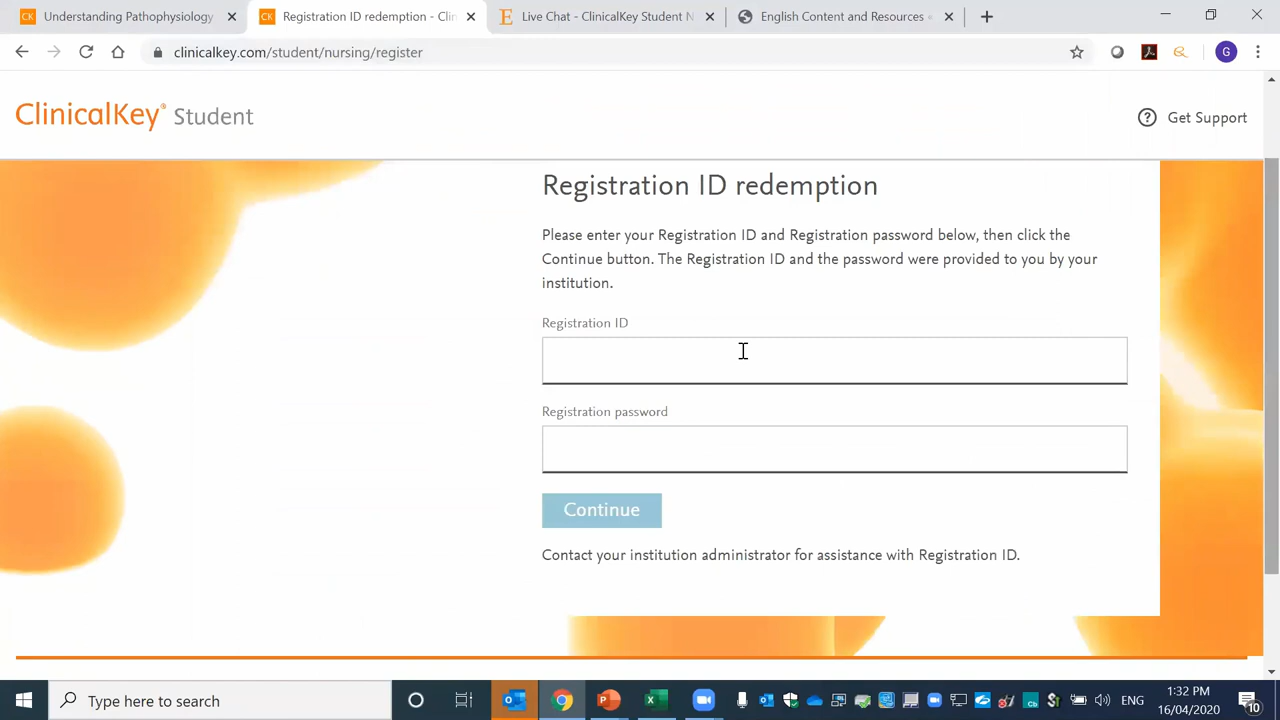 Understanding Pathophysiology
Registration ID redemption - Clin
Live Chat - ClinicalKey Student N
English Content and Resources «
clinicalkey.com/student/nursing/register
G
ClinicalKey® Student
Get Support
Registration ID redemption
Please enter your Registration ID and Registration password below, then click the
Continue button. The Registration ID and the password were provided to you by your
institution.
Registration ID
Registration password
Continue
Contact your institution administrator for assistance with Registration ID.
Type here to search
ENG
1:32 PM
16/04/2020
10